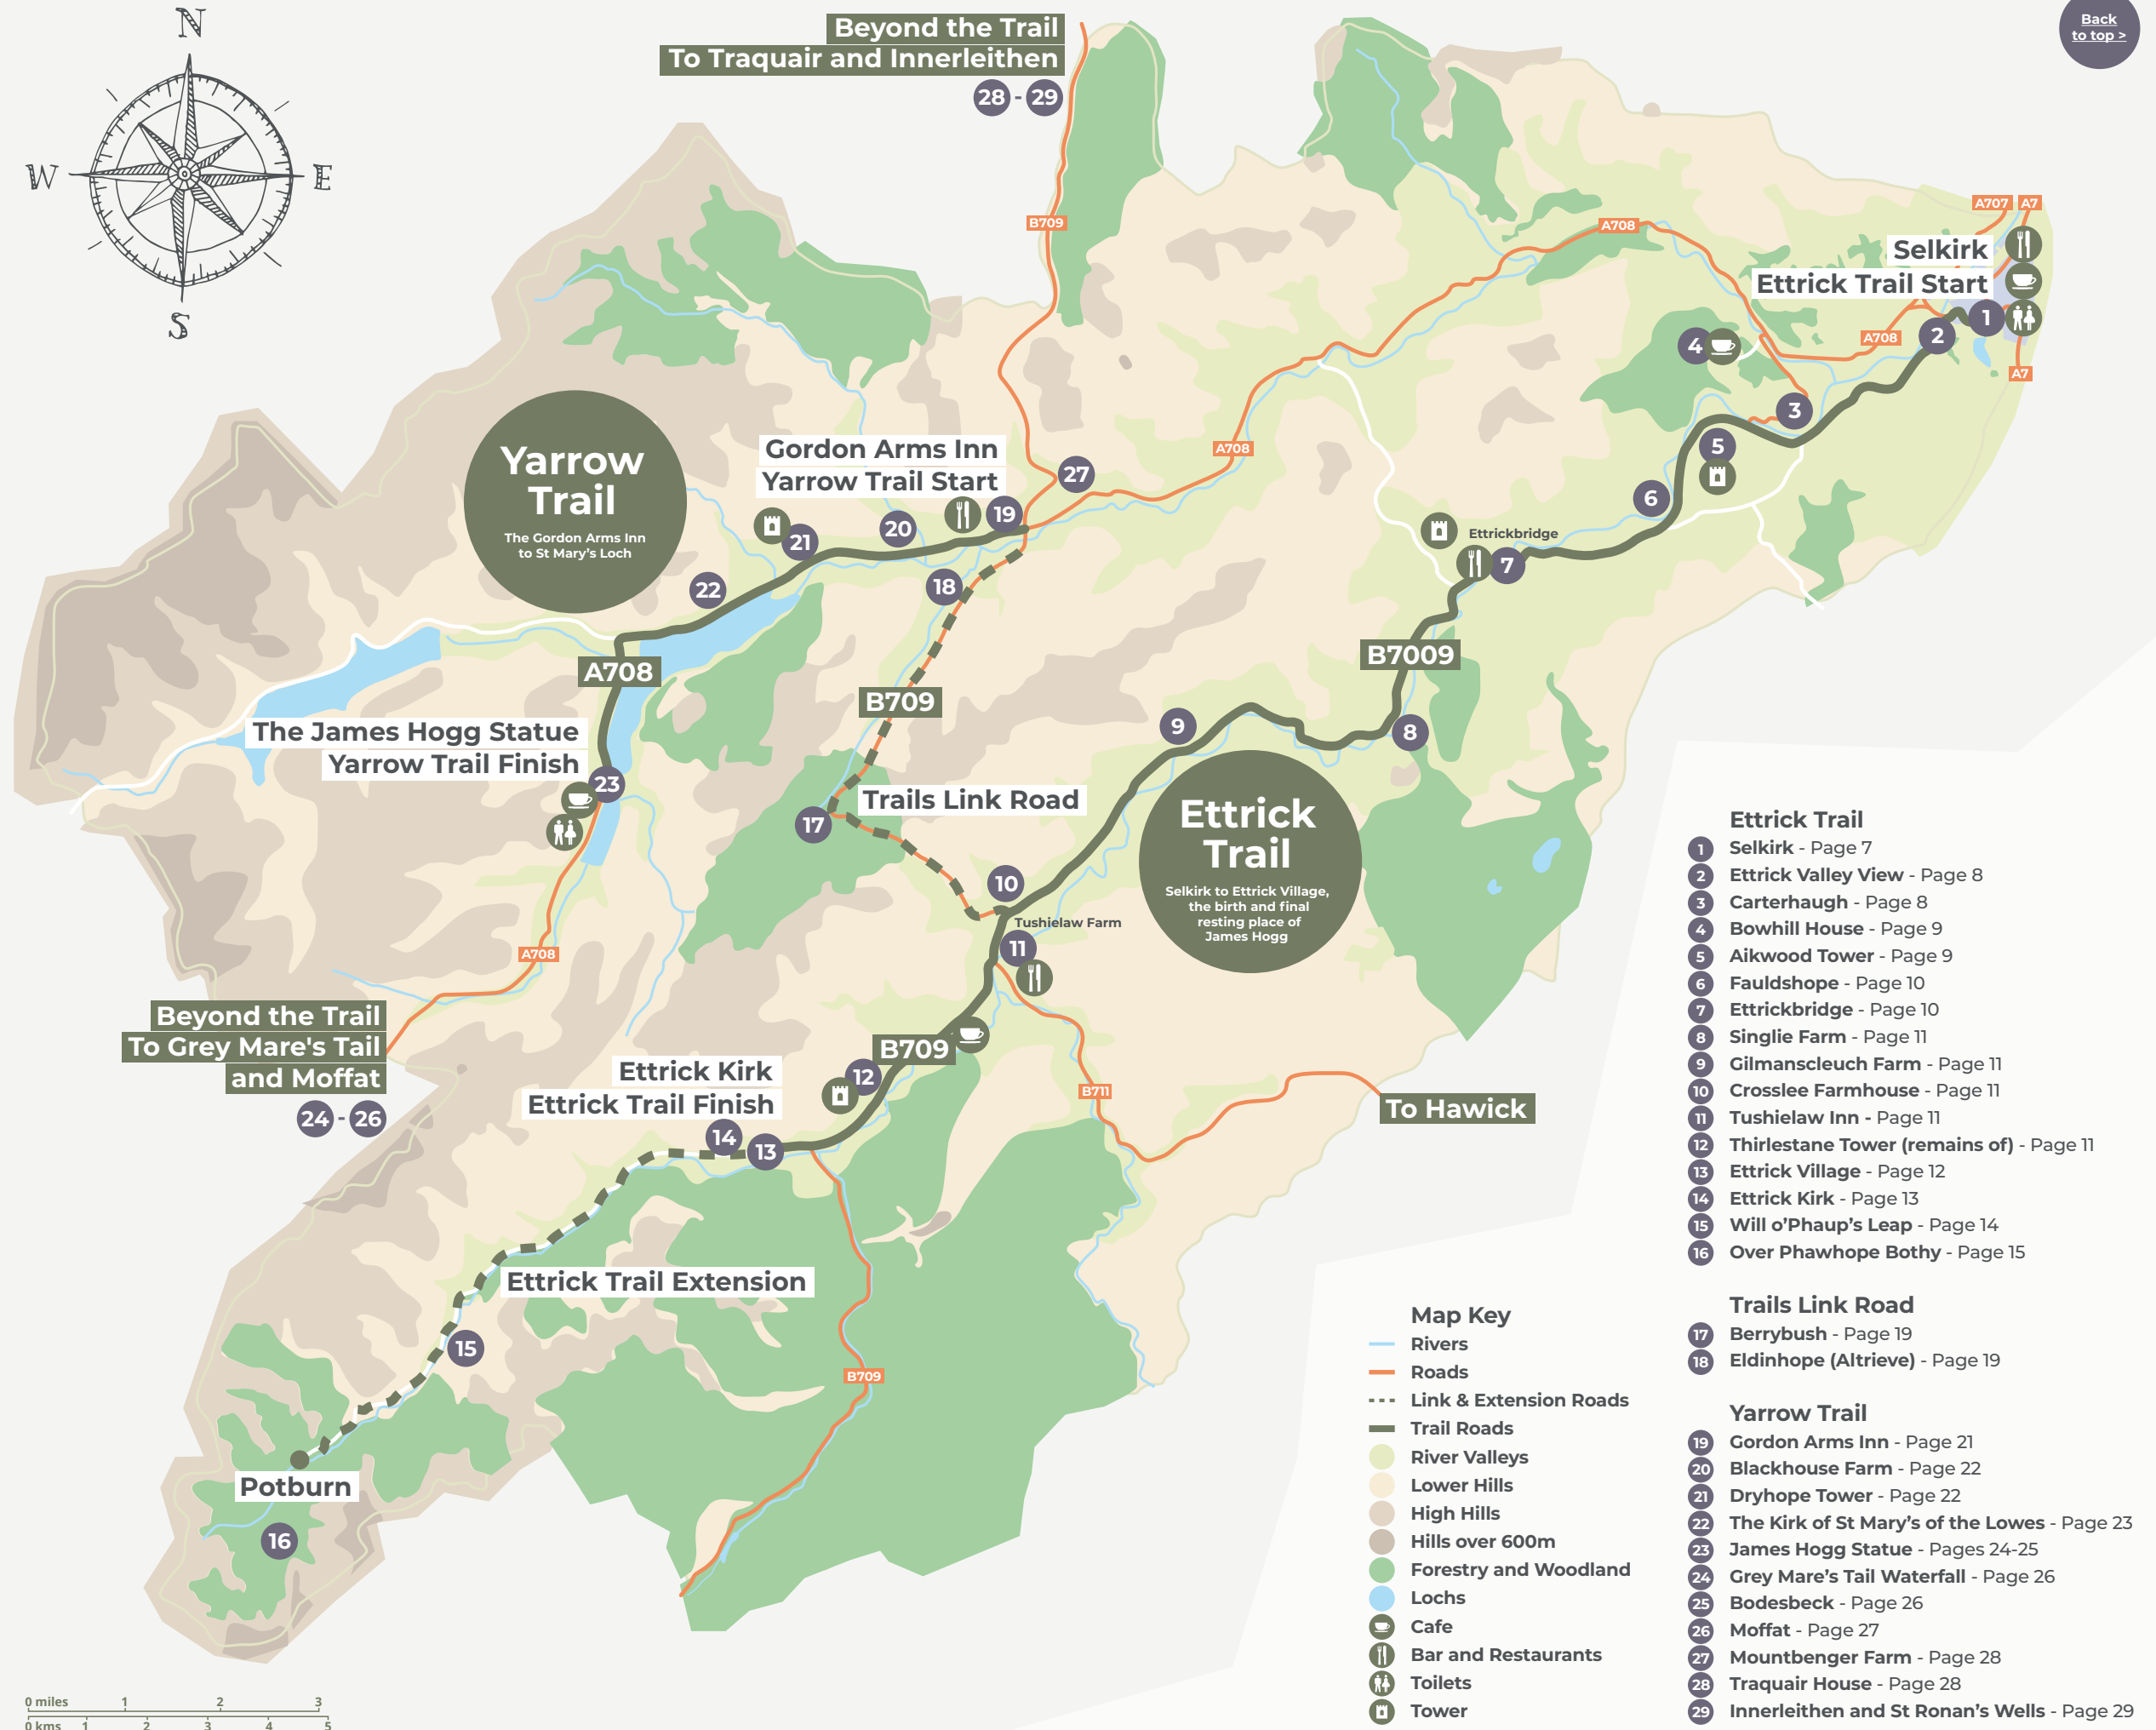 N
W
E
S
Beyond the Trail
To Traquair and Innerleithen
28 - 29
Back
to top >
B709
A708
A707
A7
Selkirk
Ettrick Trail Start
1
2
A708
A7
4
3
5
6
Yarrow
Trail
The Gordon Arms Inn
to St Mary's Loch
Gordon Arms Inn
Yarrow Trail Start
27
A708
19
20
21
18
22
Ettrickbridge
7
A708
B7009
B709
The James Hogg Statue
Yarrow Trail Finish
23
9
8
Trails Link Road
17
Ettrick
Trail
Selkirk to Ettrick Village,
the birth and final
resting place of
James Hogg
10
Tushielaw Farm
11
A708
Beyond the Trail
To Grey Mare's Tail
and Moffat
24 - 26
B709
Ettrick Kirk
Ettrick Trail Finish
12
14
13
B711
To Hawick
Ettrick Trail Extension
15
B709
Potburn
16
0 miles 1 2 3
0 kms 1 2 3 4 5
Map Key
Rivers
Roads
Link & Extension Roads
Trail Roads
River Valleys
Lower Hills
High Hills
Hills over 600m
Forestry and Woodland
Lochs
Cafe
Bar and Restaurants
Toilets
Tower
Ettrick Trail
1 Selkirk - Page 7
2 Ettrick Valley View - Page 8
3 Carterhaugh - Page 8
4 Bowhill House - Page 9
5 Aikwood Tower - Page 9
6 Fauldshope - Page 10
7 Ettrickbridge - Page 10
8 Singlie Farm - Page 11
9 Gilmanscleuch Farm - Page 11
10 Crosslee Farmhouse - Page 11
11 Tushielaw Inn - Page 11
12 Thirlestane Tower (remains of) - Page 11
13 Ettrick Village - Page 12
14 Ettrick Kirk - Page 13
15 Will o'Phaup's Leap - Page 14
16 Over Phawhope Bothy - Page 15
Trails Link Road
17 Berrybush - Page 19
18 Eldinhope (Altrieve) - Page 19
Yarrow Trail
19 Gordon Arms Inn - Page 21
20 Blackhouse Farm - Page 22
21 Dryhope Tower - Page 22
22 The Kirk of St Mary's of the Lowes - Page 23
23 James Hogg Statue - Pages 24-25
24 Grey Mare's Tail Waterfall - Page 26
25 Bodesbeck - Page 26
26 Moffat - Page 27
27 Mountbenger Farm - Page 28
28 Traquair House - Page 28
29 Innerleithen and St Ronan's Wells - Page 29